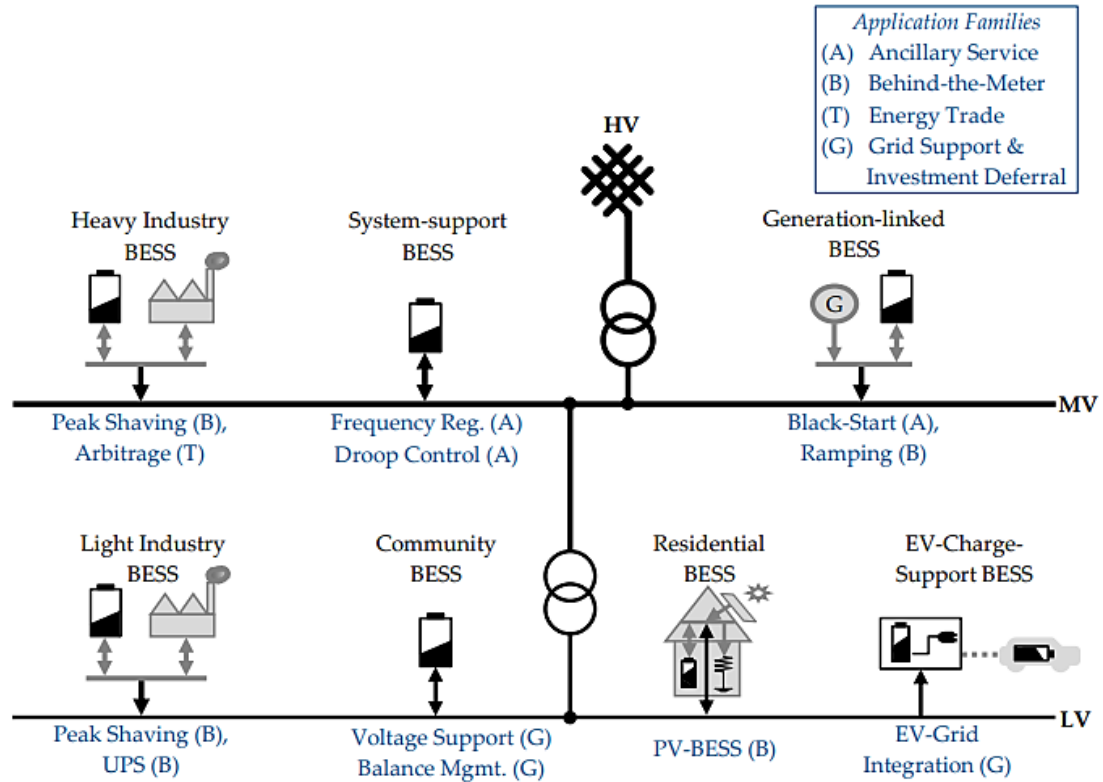 Application Families
(A) Ancillary Service
(B) Behind-the-Meter
(T) Energy Trade
(G) Grid Support &
Investment Deferral
HV
Heavy Industry
BESS
System-support
BESS
Generation-linked
BESS
G
MV
Peak Shaving (B),
Arbitrage (T)
Frequency Reg. (A)
Droop Control (A)
Black-Start (A),
Ramping (B)
Light Industry
BESS
Community
BESS
Residential
BESS
EV-Charge-
Support BESS
LV
Peak Shaving (B),
UPS (B)
Voltage Support (G)
Balance Mgmt. (G)
PV-BESS (B)
EV-Grid
Integration (G)